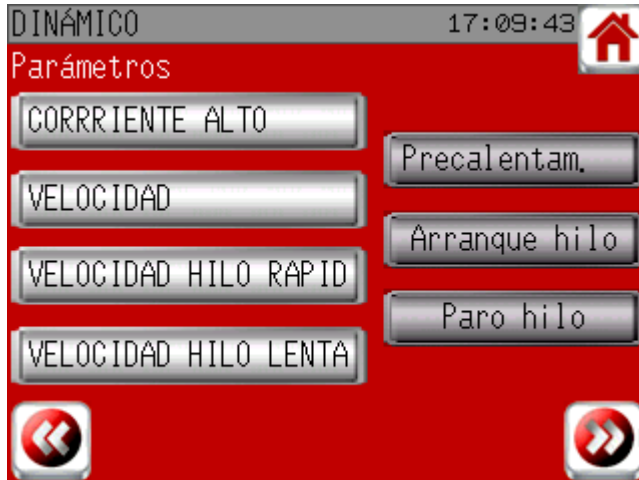 DINÁMICO 17:09:43
Parámetros
CORRRIENTE ALTO
Precalentam.
VELOCIDAD
Arranque hilo
VELOCIDAD HILO RAPID
Paro hilo
VELOCIDAD HILO LENTA